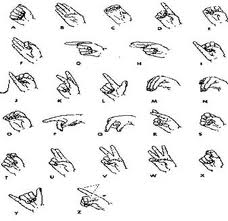 A B C D E
F G H I
J K L M N
O P Q R S
T U V W X
Y Z